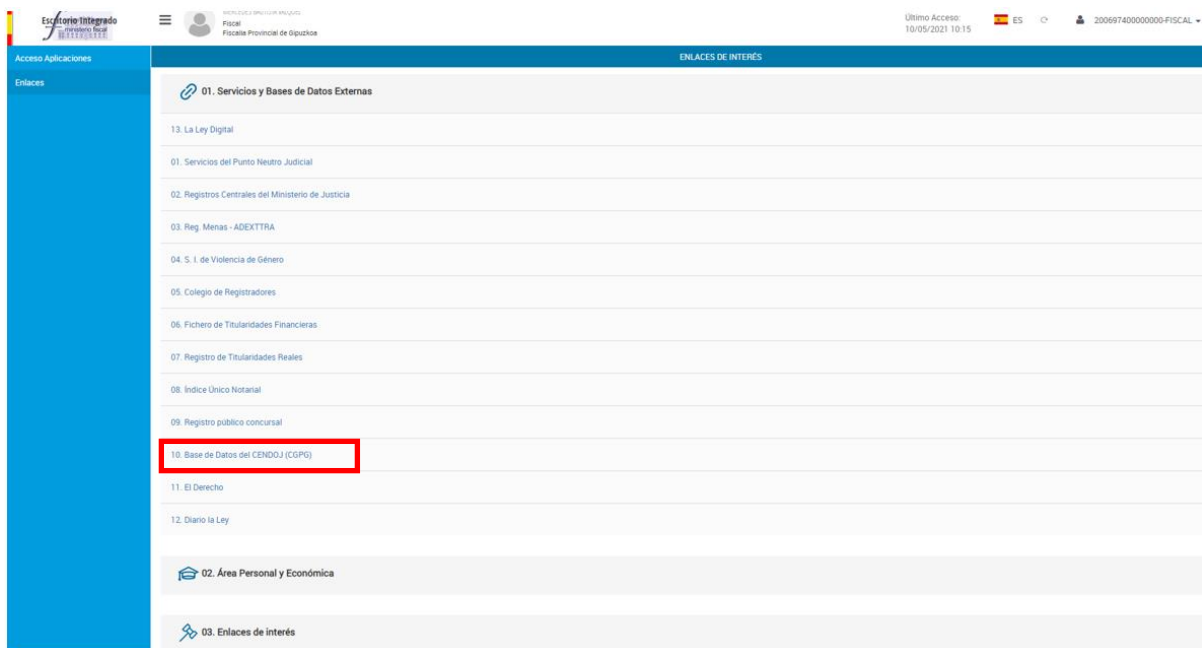 Escritorio Integrado
ministerio fiscal
Fiscal
Fiscalía Provincial de Gipuzkoa
Último Acceso:
10/05/2021 10:15
ES
200697400000000-FISCAL
Acceso Aplicaciones
Enlaces
ENLACES DE INTERÉS
01. Servicios y Bases de Datos Externas
13. La Ley Digital
01. Servicios del Punto Neutro Judicial
02. Registros Centrales del Ministerio de Justicia
03. Reg. Menas - ADEXTTRA
04. S. I. de Violencia de Género
05. Colegio de Registradores
06. Fichero de Titularidades Financieras
07. Registro de Titularidades Reales
08. Índice Único Notarial
09. Registro público concursal
10. Base de Datos del CENDOJ (CGPG)
11. El Derecho
12. Diario la Ley
02. Área Personal y Económica
03. Enlaces de interés